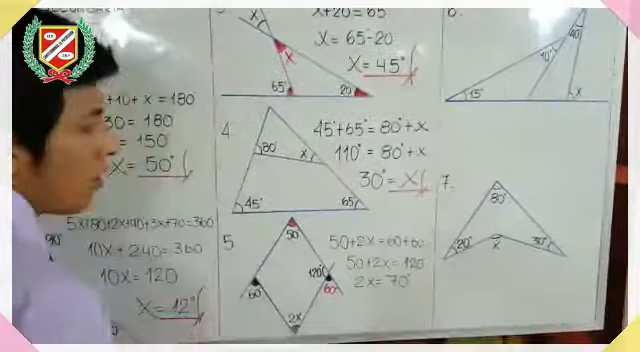 +10+x=180
30=180
=150
x=50°
5x+80+2x+90+3x+70=360
10x+240=360
10x=120
x=12°
90°
x
x
65°
20°
x+20=65
x=65-20
x=45°
4.
80°
x
45°
65°
45°+65°=80°+x
110°=80°+x
30°=x
5
50°
60°
120°
60°
2x
50+2x=60+60
50+2x=120
2x=70°
6.
40°
10°
15°
x
7.
80°
20°
x
30°